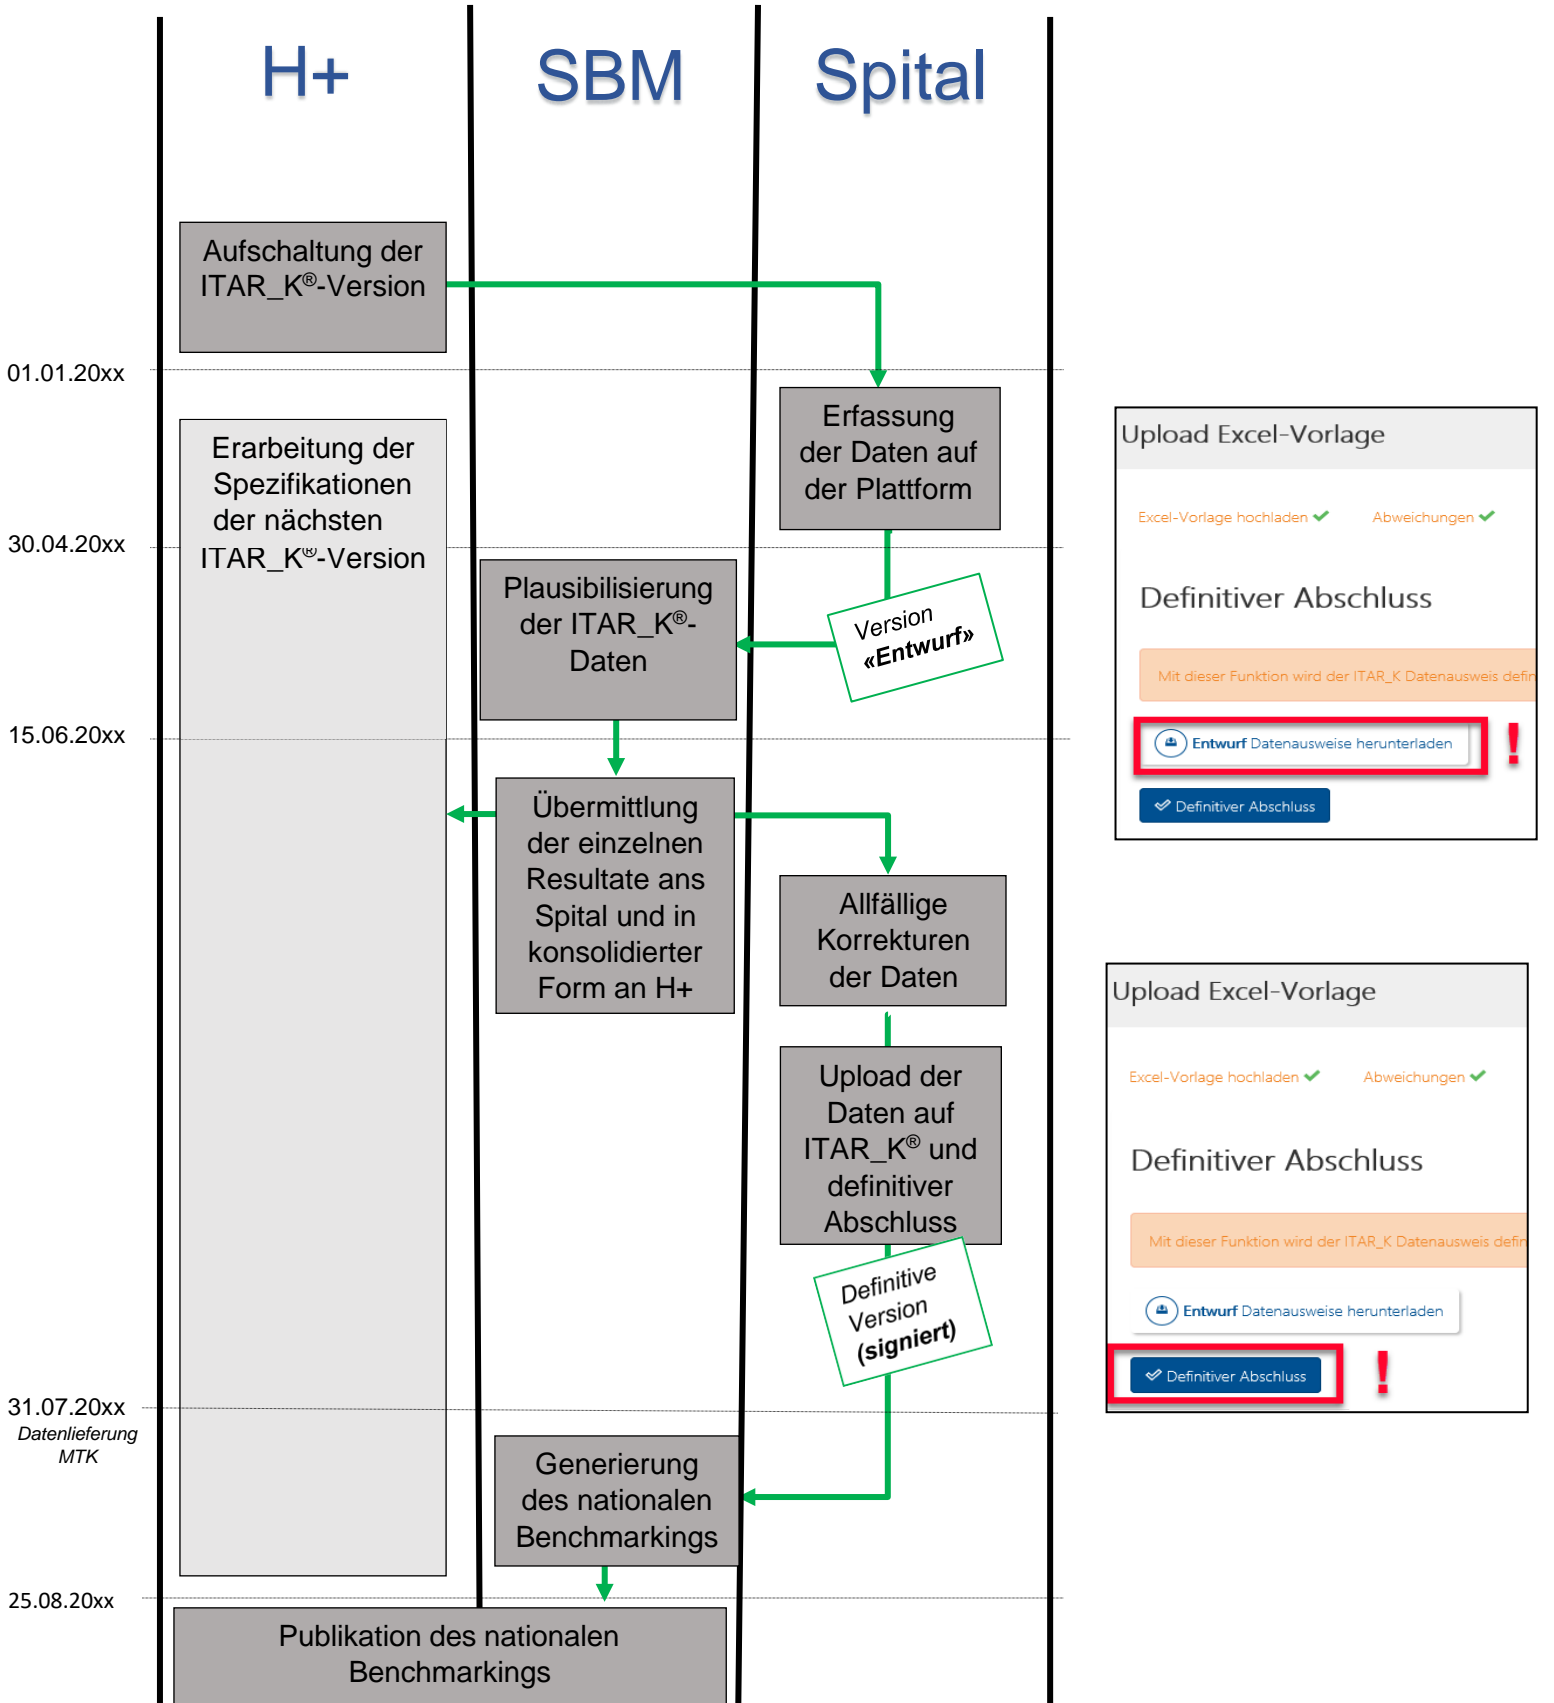 H+
SBM
Spital
Aufschaltung der
ITAR_K®-Version
01.01.20xx
Erfassung
der Daten auf
der Plattform
Erarbeitung der
Spezifikationen
der nächsten
ITAR_K®-Version
30.04.20xx
Plausibilisierung
der ITAR_K®-
Daten
Version
«Entwurf»
15.06.20xx
Übermittlung
der einzelnen
Resultate ans
Spital und in
konsolidierter
Form an H+
Allfällige
Korrekturen
der Daten
Upload der
Daten auf
ITAR_K® und
definitiver
Abschluss
Definitive
Version
(signiert)
31.07.20xx
Datenlieferung
MTK
Generierung
des nationalen
Benchmarkings
25.08.20xx
Publikation des nationalen
Benchmarkings
Upload Excel-Vorlage
Excel-Vorlage hochladen ✔ Abweichungen ✔
Definitiver Abschluss
Mit dieser Funktion wird der ITAR_K Datenausweis defin
Entwurf Datenausweise herunterladen
!
Definitiver Abschluss
Upload Excel-Vorlage
Excel-Vorlage hochladen ✔ Abweichungen ✔
Definitiver Abschluss
Mit dieser Funktion wird der ITAR_K Datenausweis defin
Entwurf Datenausweise herunterladen
Definitiver Abschluss
!